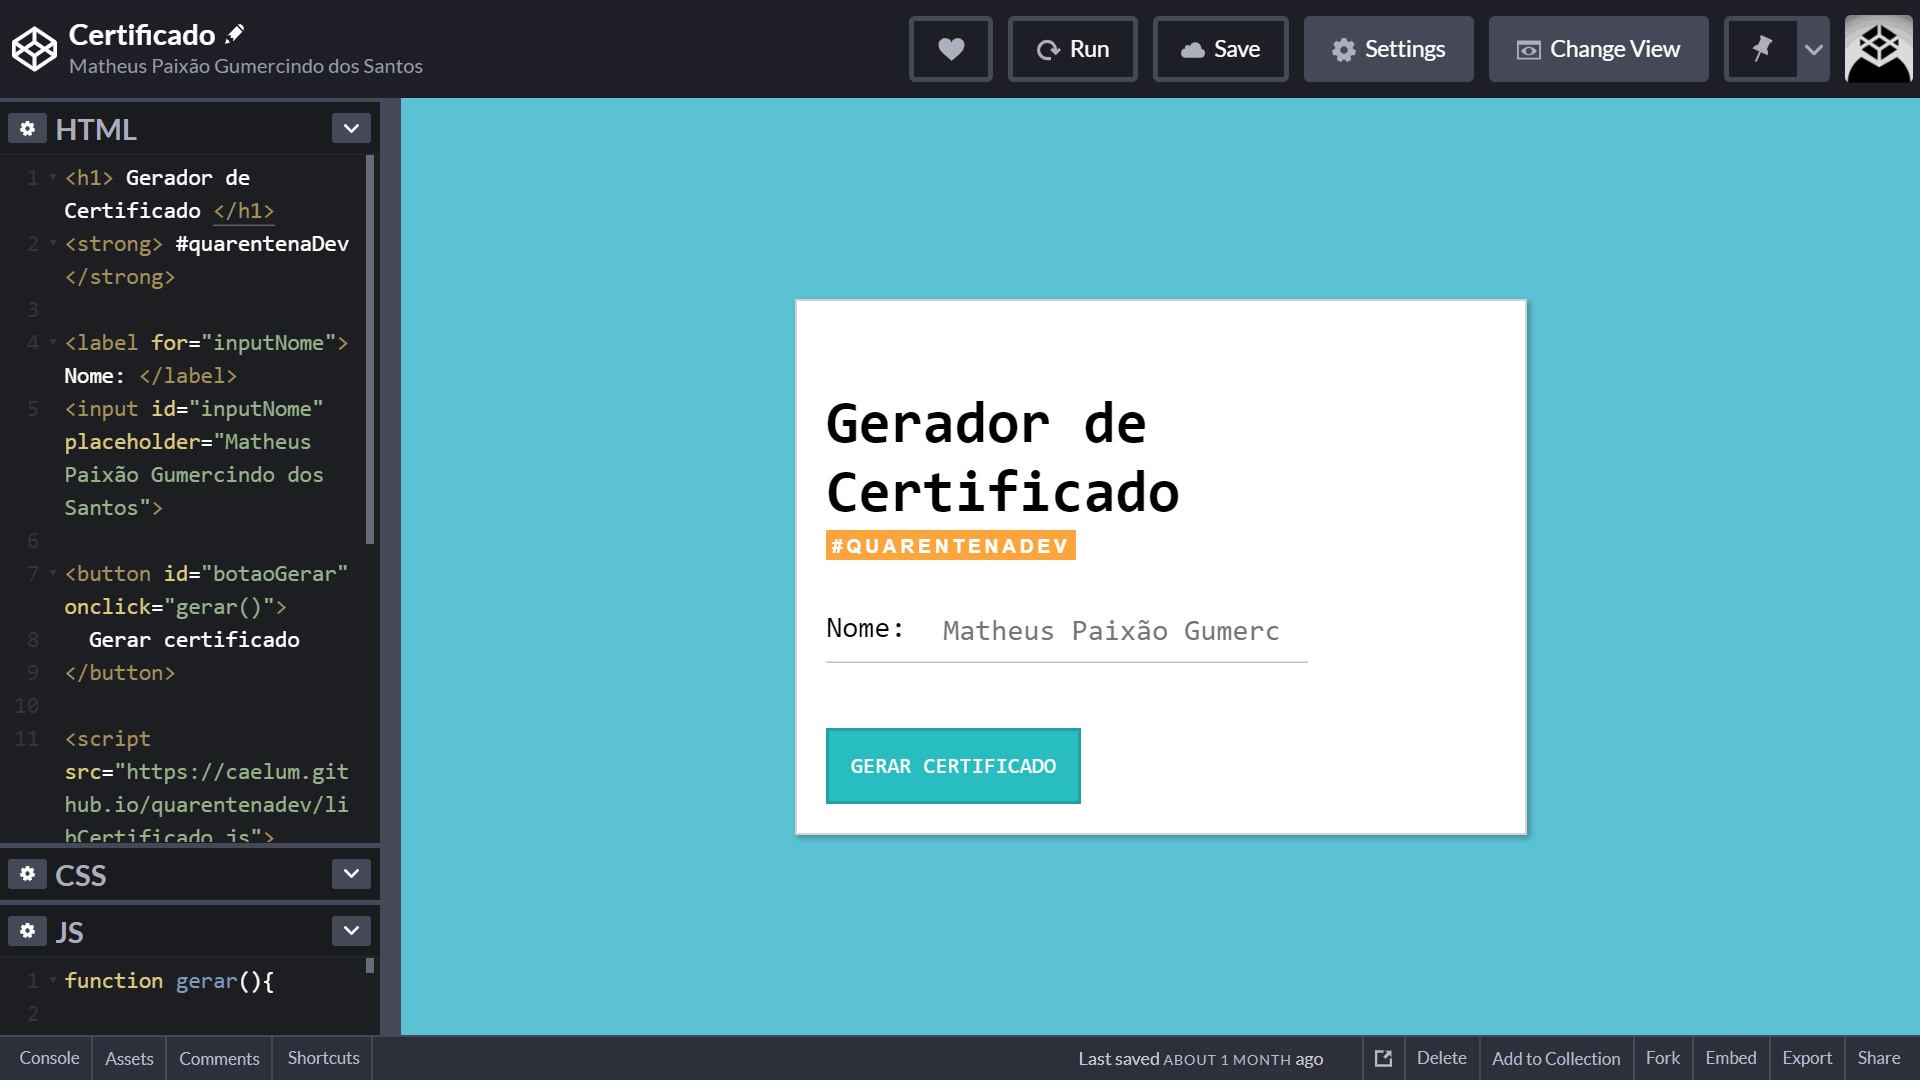 Certificado
Matheus Paixão Gumercindo dos Santos
Run
Save
Settings
Change View
HTML
1 <h1> Gerador de
Certificado </h1>
2 <strong> #quarentenaDev
</strong>
3
4 <label for="inputNome">
Nome: </label>
5 <input id="inputNome"
placeholder="Matheus
Paixão Gumercindo dos
Santos">
6
7 <button id="botaoGerar"
onclick="gerar()">
8 Gerar certificado
9 </button>
10
11 <script
src="https://caelum.git
hub.io/quarentenadev/li
bCertificado.js">
CSS
JS
1 function gerar(){
2
Gerador de
Certificado
#QUARENTENADEV
Nome: Matheus Paixão Gumerc
GERAR CERTIFICADO
Console
Assets
Comments
Shortcuts
Last saved ABOUT 1 MONTH ago
Delete
Add to Collection
Fork
Embed
Export
Share